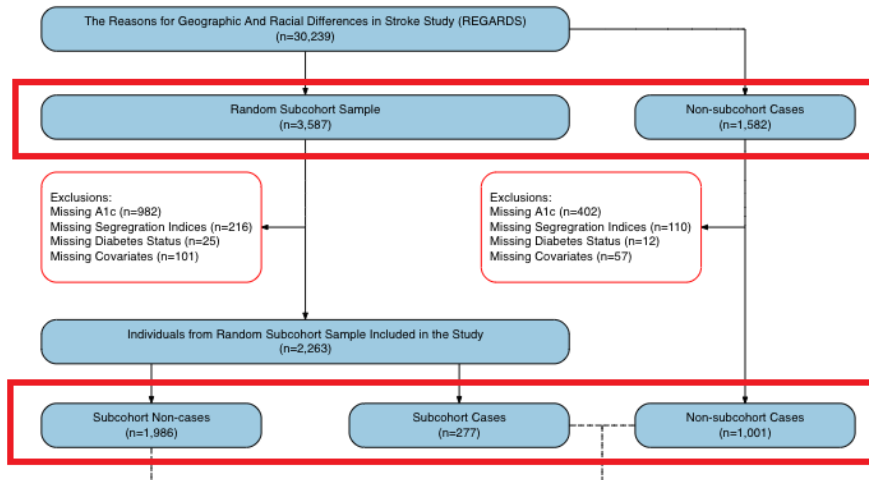 The Reasons for Geographic And Racial Differences in Stroke Study (REGARDS)
(n=30,239)
Random Subcohort Sample
(n=3,587)
Non-subcohort Cases
(n=1,582)
Exclusions:
Missing A1c (n=982)
Missing Segregration Indices (n=216)
Missing Diabetes Status (n=25)
Missing Covariates (n=101)
Exclusions:
Missing A1c (n=402)
Missing Segregration Indices (n=110)
Missing Diabetes Status (n=12)
Missing Covariates (n=57)
Individuals from Random Subcohort Sample Included in the Study
(n=2,263)
Subcohort Non-cases
(n=1,986)
Subcohort Cases
(n=277)
Non-subcohort Cases
(n=1,001)